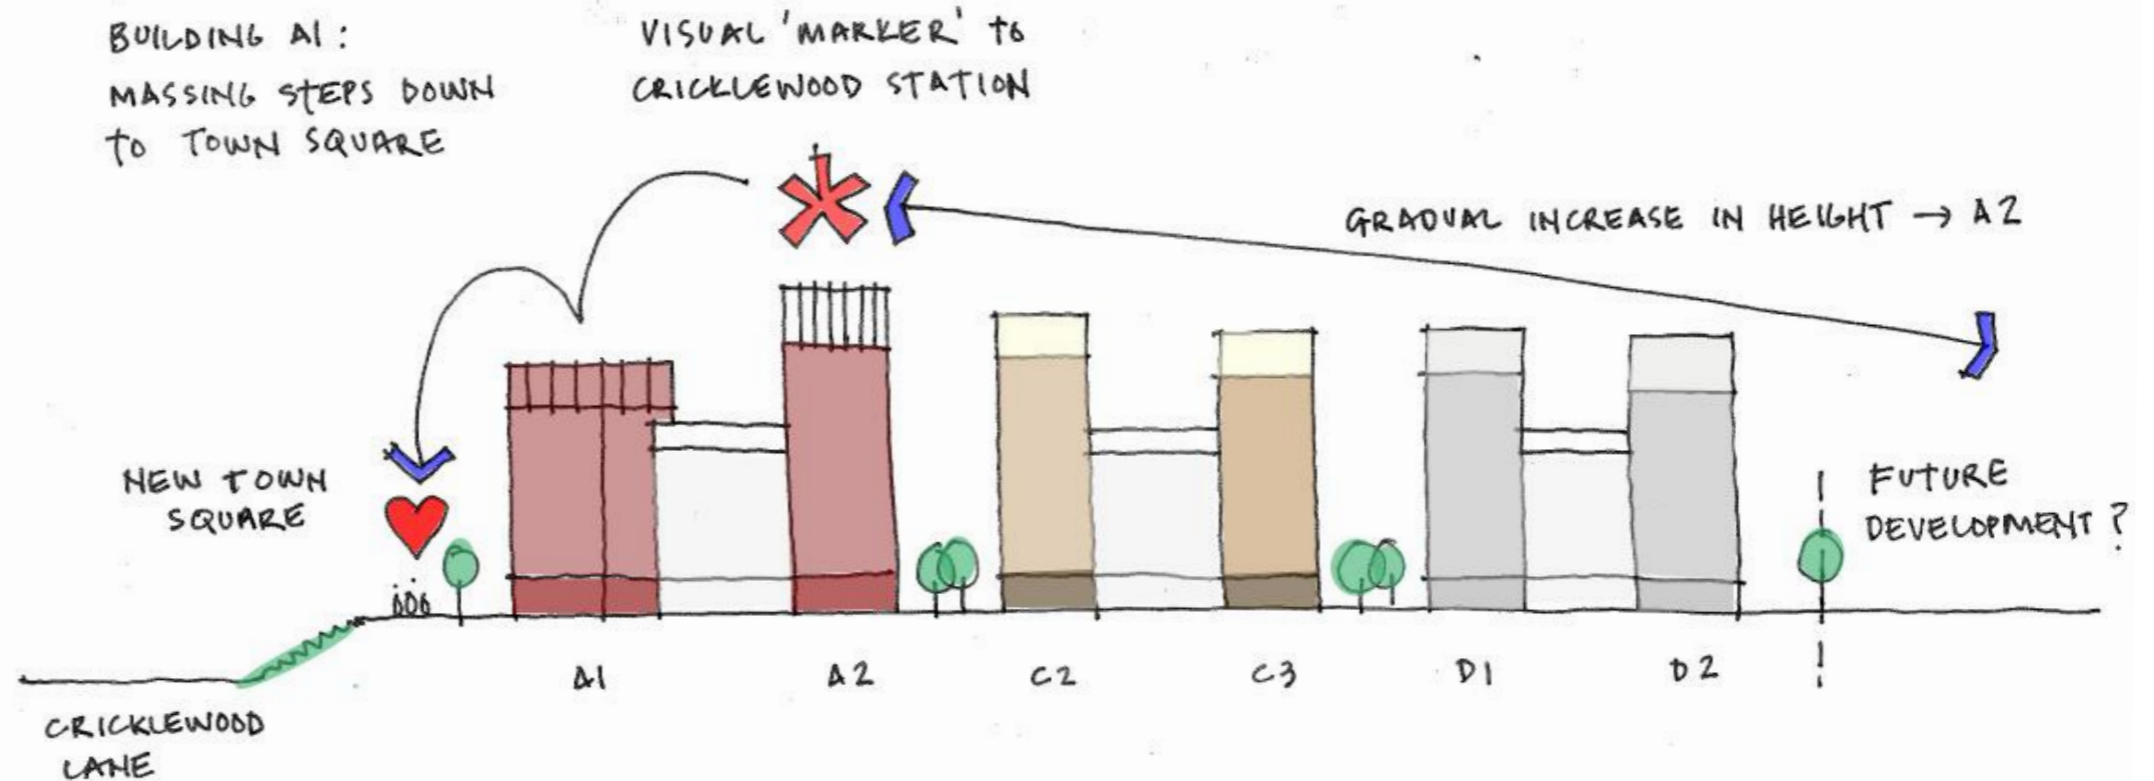 BUILDING A1:
MASSING STEPS DOWN
TO TOWN SQUARE
VISUAL 'MARKER' TO
CRICKLEWOOD STATION
GRADUAL INCREASE IN HEIGHT → A2
NEW TOWN
SQUARE
FUTURE
DEVELOPMENT?
A1
A2
C2
C3
D1
D2
CRICKLEWOOD
LANE